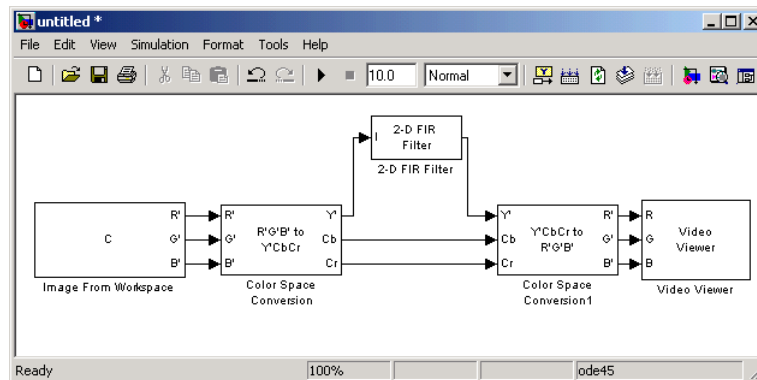 untitled *
File Edit View Simulation Format Tools Help
10.0 Normal
2-D FIR
Filter
I
2-D FIR Filter
C
R'
G'
B'
Image From Workspace
R'
G'
B'
R'G'B' to
Y'CbCr
Y'
Cb
Cr
Color Space
Conversion
Y'
Cb
Cr
Y'CbCr to
R'G'B'
R'
G'
B'
Color Space
Conversion1
R
G
B
Video
Viewer
Video Viewer
Ready 100% ode45